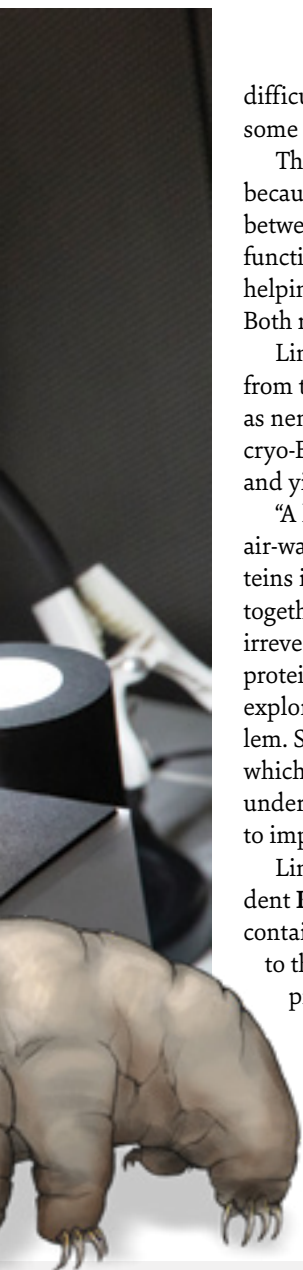 difficu
some
Th
becau
betwe
functi
helpin
Both r
Lin
from t
as ner
cryo-E
and yi
“A l
air-wa
teins i
togeth
irreve
protei
explor
lem. S
which
under
to imp
Lin
dent
contai
to th
pa